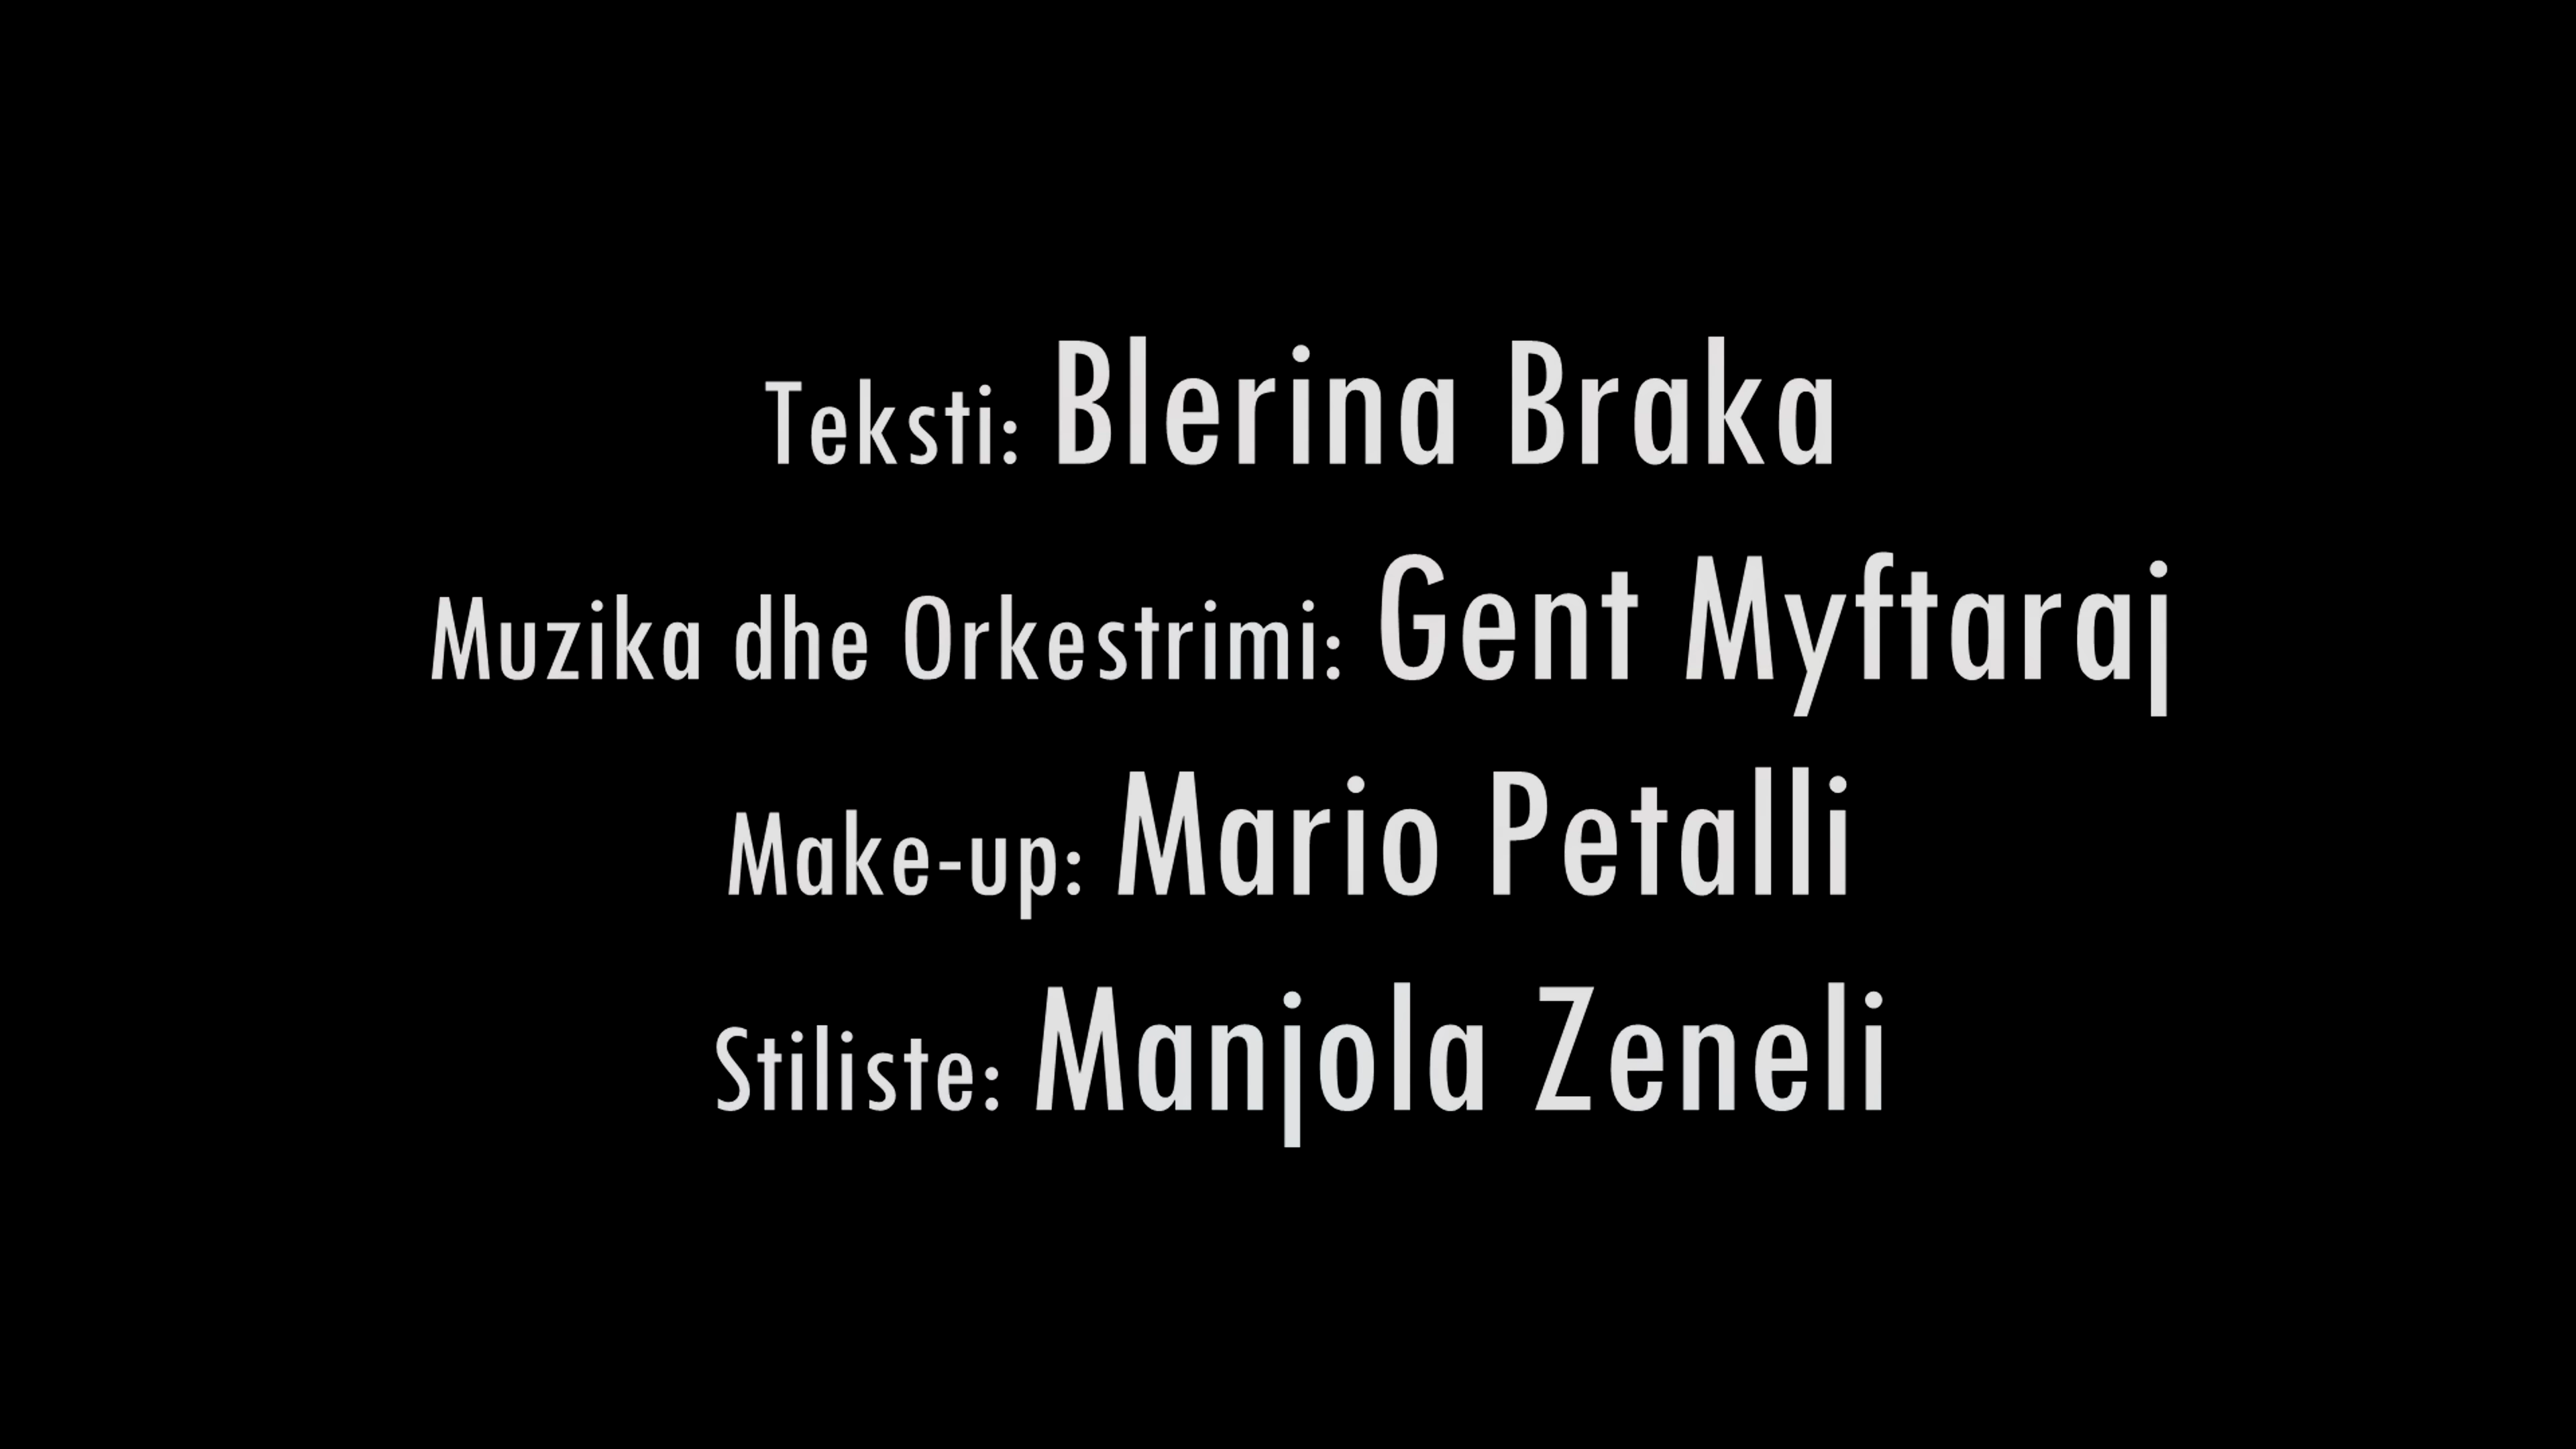 Teksti: Blerina Braka
Muzika dhe Orkestrimi: Gent Myftaraj
Make-up: Mario Petalli
Stiliste: Manjola Zeneli